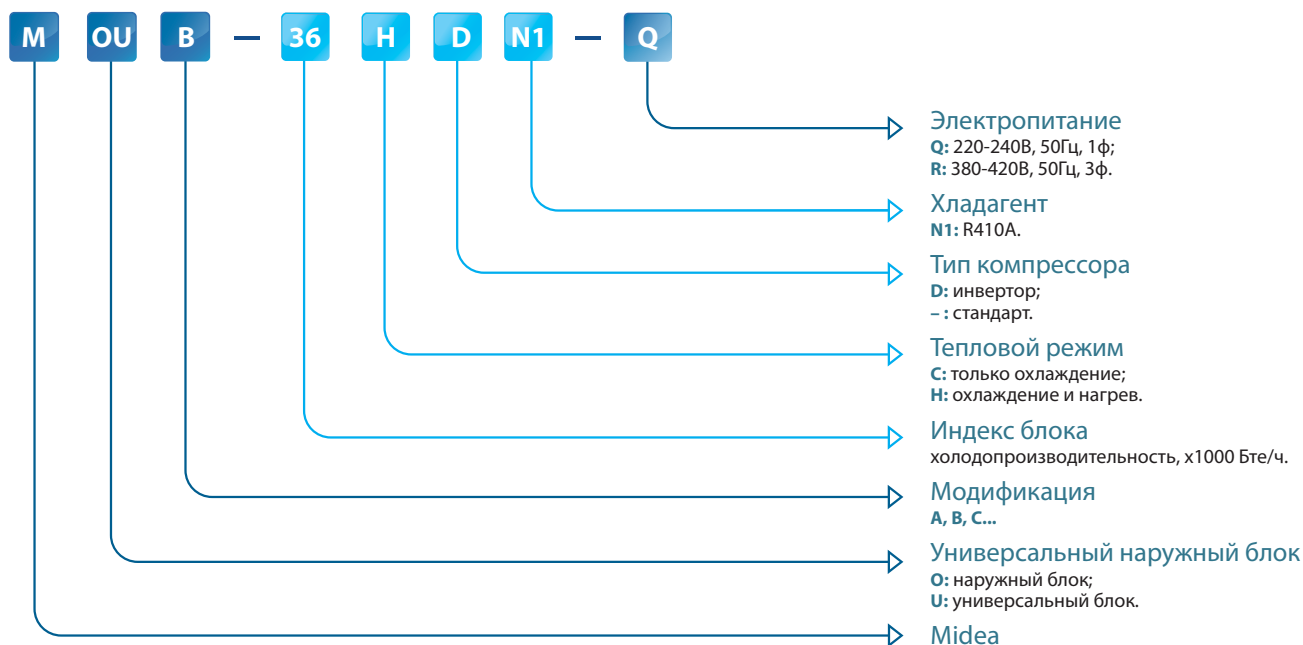 M OU B – 36 H D N1 – Q
Электропитание
Q: 220-240В, 50Гц, 1ф;
R: 380-420В, 50Гц, 3ф.
Хладагент
N1: R410A.
Тип компрессора
D: инвертор;
– : стандарт.
Тепловой режим
C: только охлаждение;
H: охлаждение и нагрев.
Индекс блока
холодопроизводительность, х1000 Бте/ч.
Модификация
A, B, C...
Универсальный наружный блок
O: наружный блок;
U: универсальный блок.
Midea